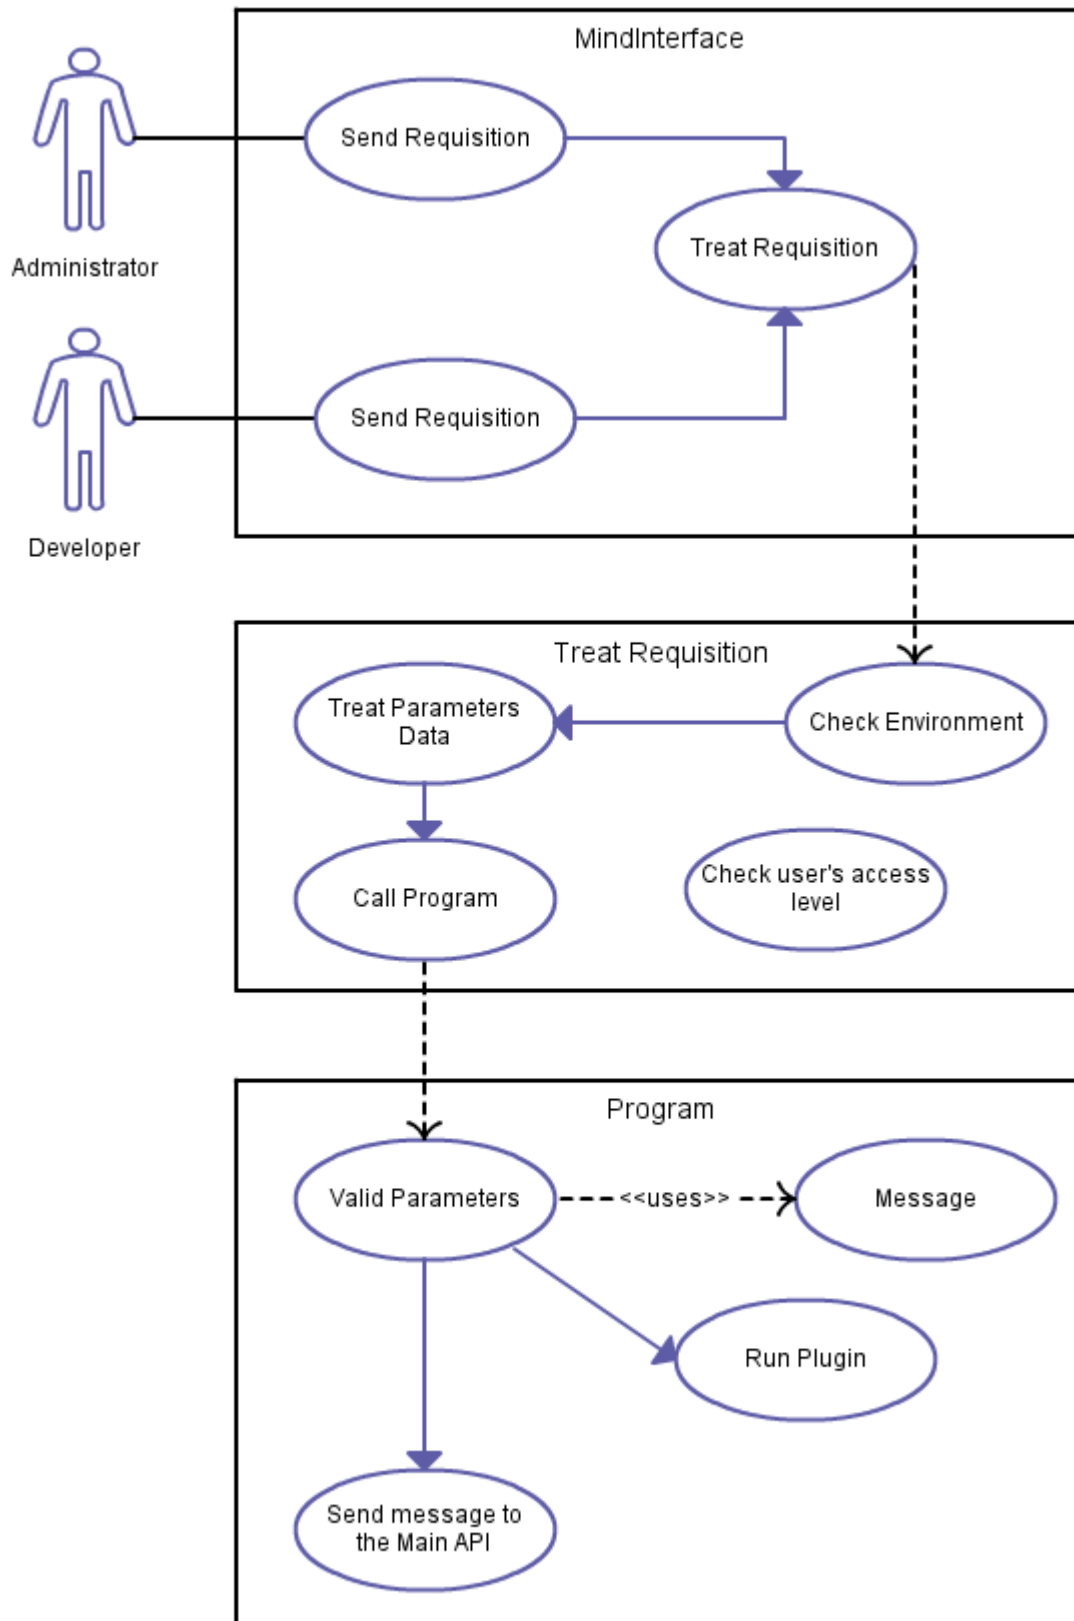 MindInterface
Send Requisition
Treat Requisition
Administrator
Send Requisition
Developer
Treat Requisition
Treat Parameters
Data
Check Environment
Call Program
Check user's access
level
Program
Valid Parameters
<<uses>>
Message
Run Plugin
Send message to
the Main API